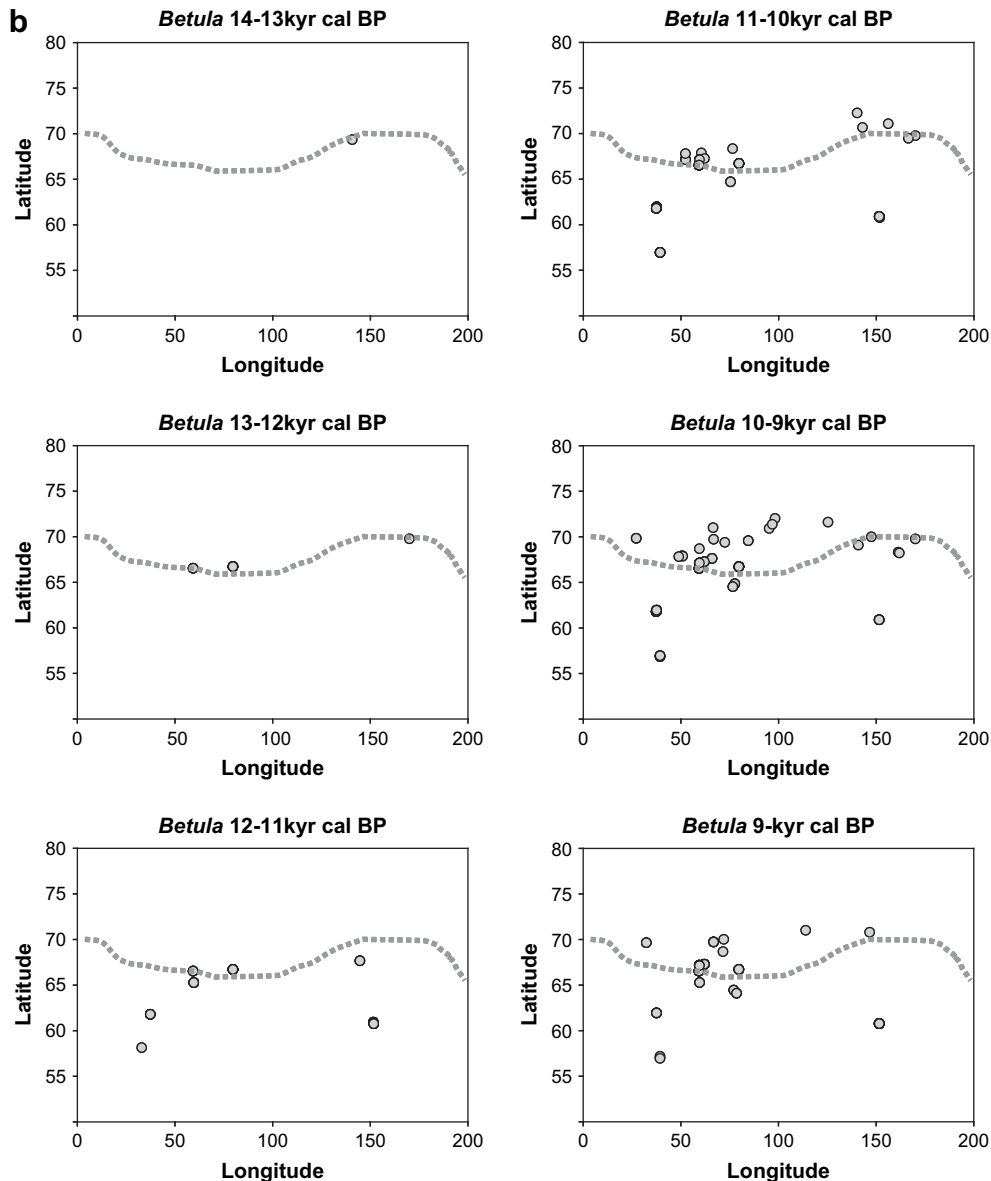 b
Betula 14-13kyr cal BP
80
75
70
65
60
55
Latitude
0 50 100 150 200
Longitude
Betula 11-10kyr cal BP
80
75
70
65
60
55
Latitude
0 50 100 150 200
Longitude
Betula 13-12kyr cal BP
80
75
70
65
60
55
Latitude
0 50 100 150 200
Longitude
Betula 10-9kyr cal BP
80
75
70
65
60
55
Latitude
0 50 100 150 200
Longitude
Betula 12-11kyr cal BP
80
75
70
65
60
55
Latitude
0 50 100 150 200
Longitude
Betula 9-kyr cal BP
80
75
70
65
60
55
Latitude
0 50 100 150 200
Longitude